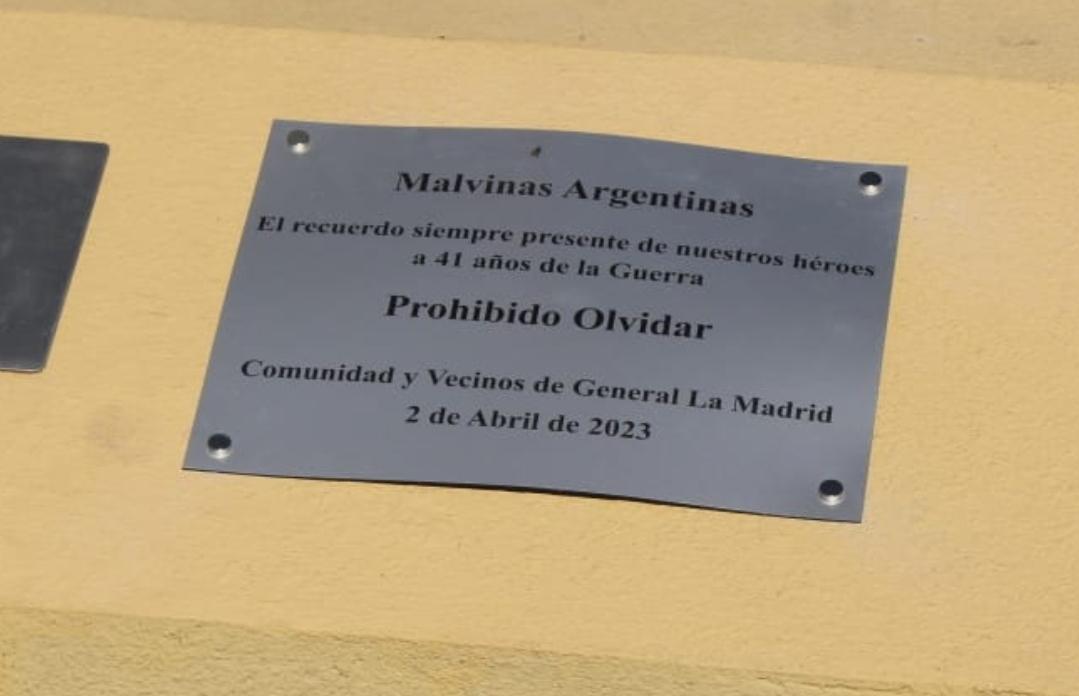 Malvinas Argentinas
El recuerdo siempre presente de nuestros héroes
a 41 años de la Guerra
Prohibido Olvidar
Comunidad y Vecinos de General La Madrid
2 de Abril de 2023